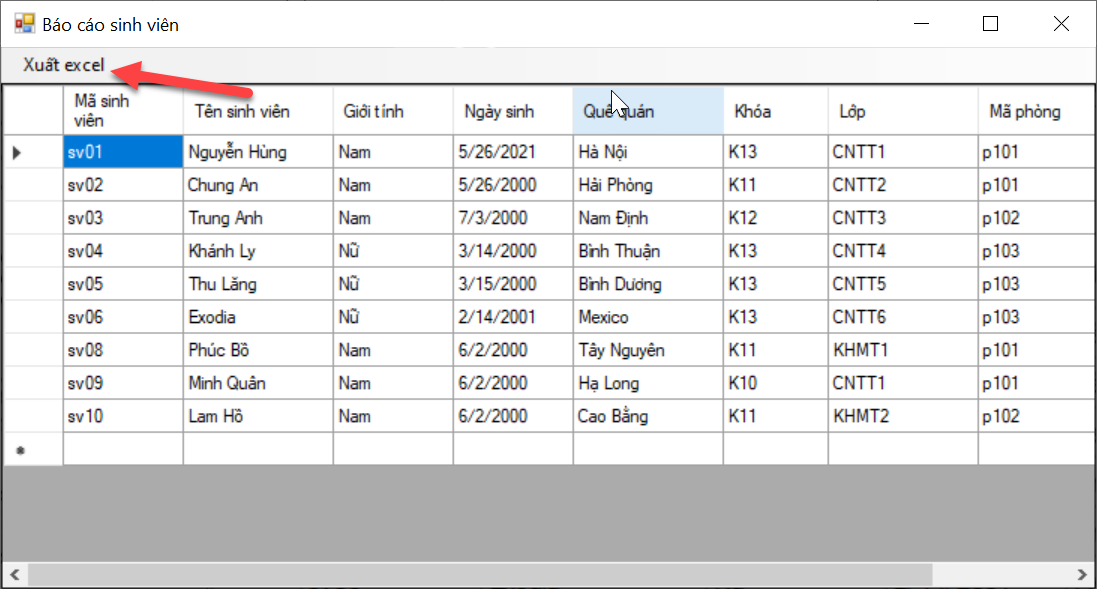 Báo cáo sinh viên
Xuất excel
Mã sinh viên Tên sinh viên Giới tính Ngày sinh Quê quán Khóa Lớp Mã phòng
sv01 Nguyễn Hùng Nam 5/26/2021 Hà Nội K13 CNTT1 p101
sv02 Chung An Nam 5/26/2000 Hải Phòng K11 CNTT2 p101
sv03 Trung Anh Nam 7/3/2000 Nam Định K12 CNTT3 p102
sv04 Khánh Ly Nữ 3/14/2000 Bình Thuận K13 CNTT4 p103
sv05 Thu Lăng Nữ 3/15/2000 Bình Dương K13 CNTT5 p103
sv06 Exodia Nữ 2/14/2001 Mexico K13 CNTT6 p103
sv08 Phúc Bồ Nam 6/2/2000 Tây Nguyên K11 KHMT1 p101
sv09 Minh Quân Nam 6/2/2000 Hạ Long K10 CNTT1 p101
sv10 Lam Hồ Nam 6/2/2000 Cao Bằng K11 KHMT2 p102